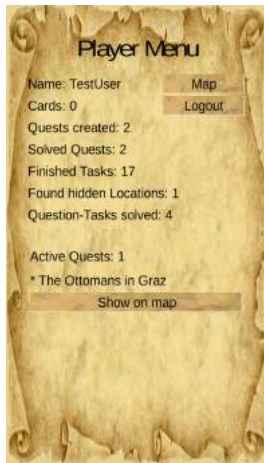 Player Menu
Name: TestUser Map
Cards: 0 Logout
Quests created: 2
Solved Quests: 2
Finished Tasks: 17
Found hidden Locations: 1
Question-Tasks solved: 4
Active Quests: 1
* The Ottomans in Graz
Show on map